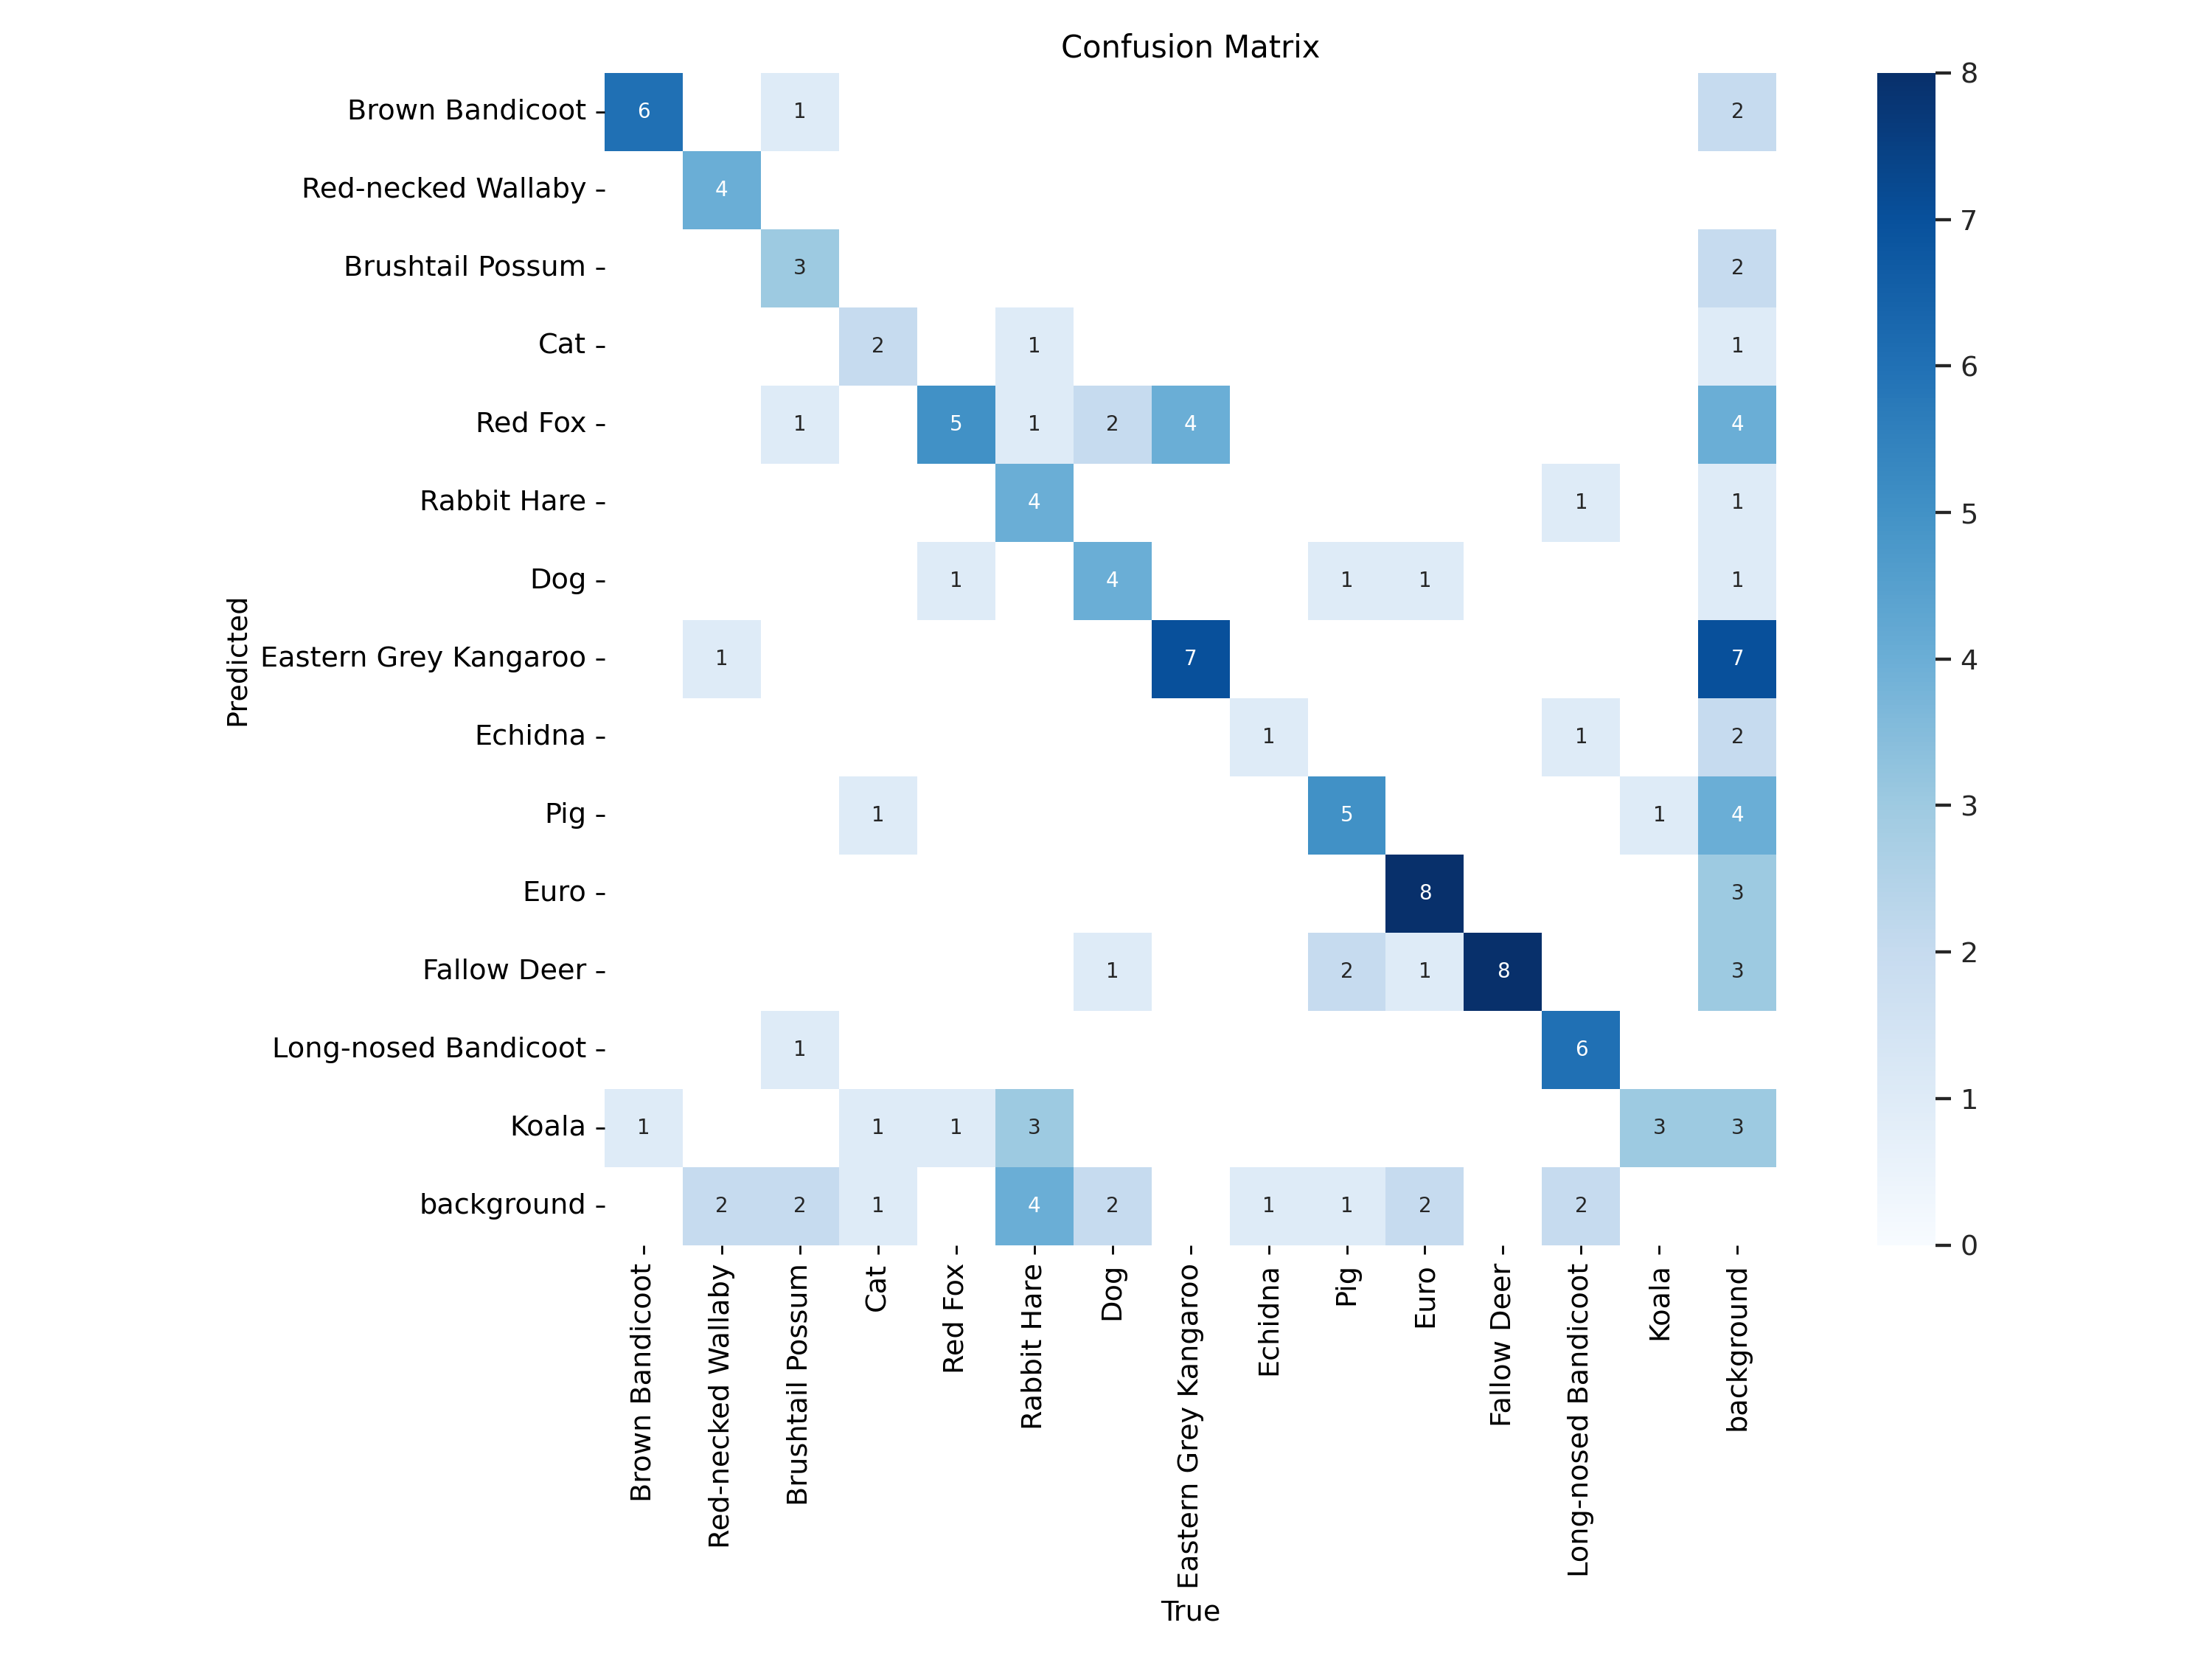 Confusion Matrix
Brown Bandicoot 6 1 2
Red-necked Wallaby 4
Brushtail Possum 3 2
Cat 2 1 1
Red Fox 1 5 1 2 4 4
Rabbit Hare 4 1 1
Dog 1 4 1 1 1
Eastern Grey Kangaroo 1 7 7
Echidna 1 1 2
Pig 1 5 1 4
Euro 8 3
Fallow Deer 1 2 1 8 3
Long-nosed Bandicoot 1 6
Koala 1 1 1 3 3 3
background 2 2 1 4 2 1 1 2 2
Predicted
Brown Bandicoot
Red-necked Wallaby
Brushtail Possum
Cat
Red Fox
Rabbit Hare
Dog
Eastern Grey Kangaroo
Echidna
Pig
Euro
Fallow Deer
Long-nosed Bandicoot
Koala
background
True
8
7
6
5
4
3
2
1
0